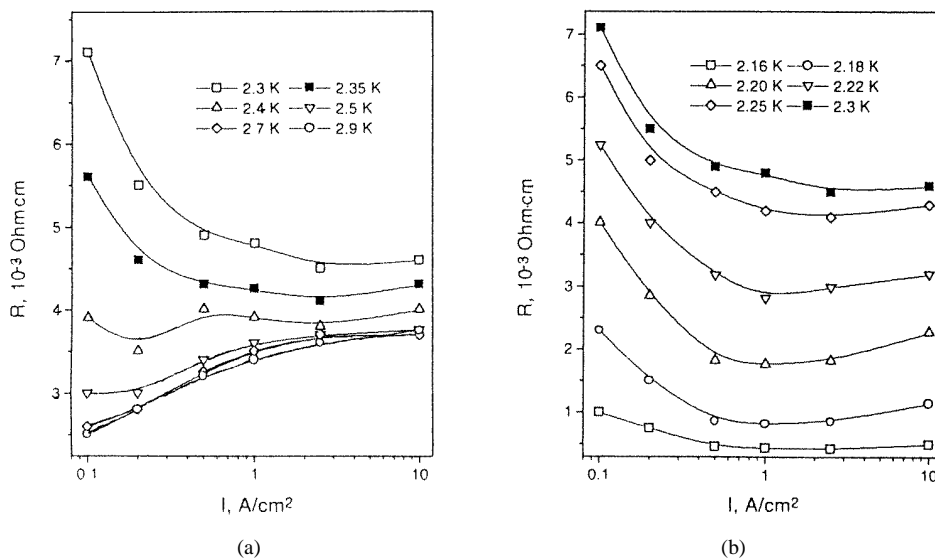 R, 10-3 Ohm·cm
7
6
5
4
3
2.3 K 2.35 K
2.4 K 2.5 K
2 7 K 2.9 K
0 1 1 10
I, A/cm2
(a)
R, 10-3 Ohm·cm
7
6
5
4
3
2
1
2.16 K 2.18 K
2.20 K 2.22 K
2.25 K 2.3 K
0.1 1 10
I, A/cm2
(b)